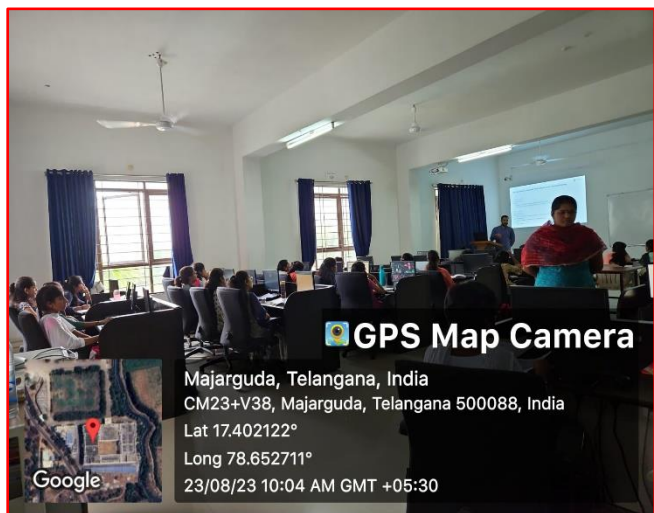 GPS Map Camera
Majarguda, Telangana, India
CM23+V38, Majarguda, Telangana 500088, India
Lat 17.402122°
Long 78.652711°
23/08/23 10:04 AM GMT +05:30
Google